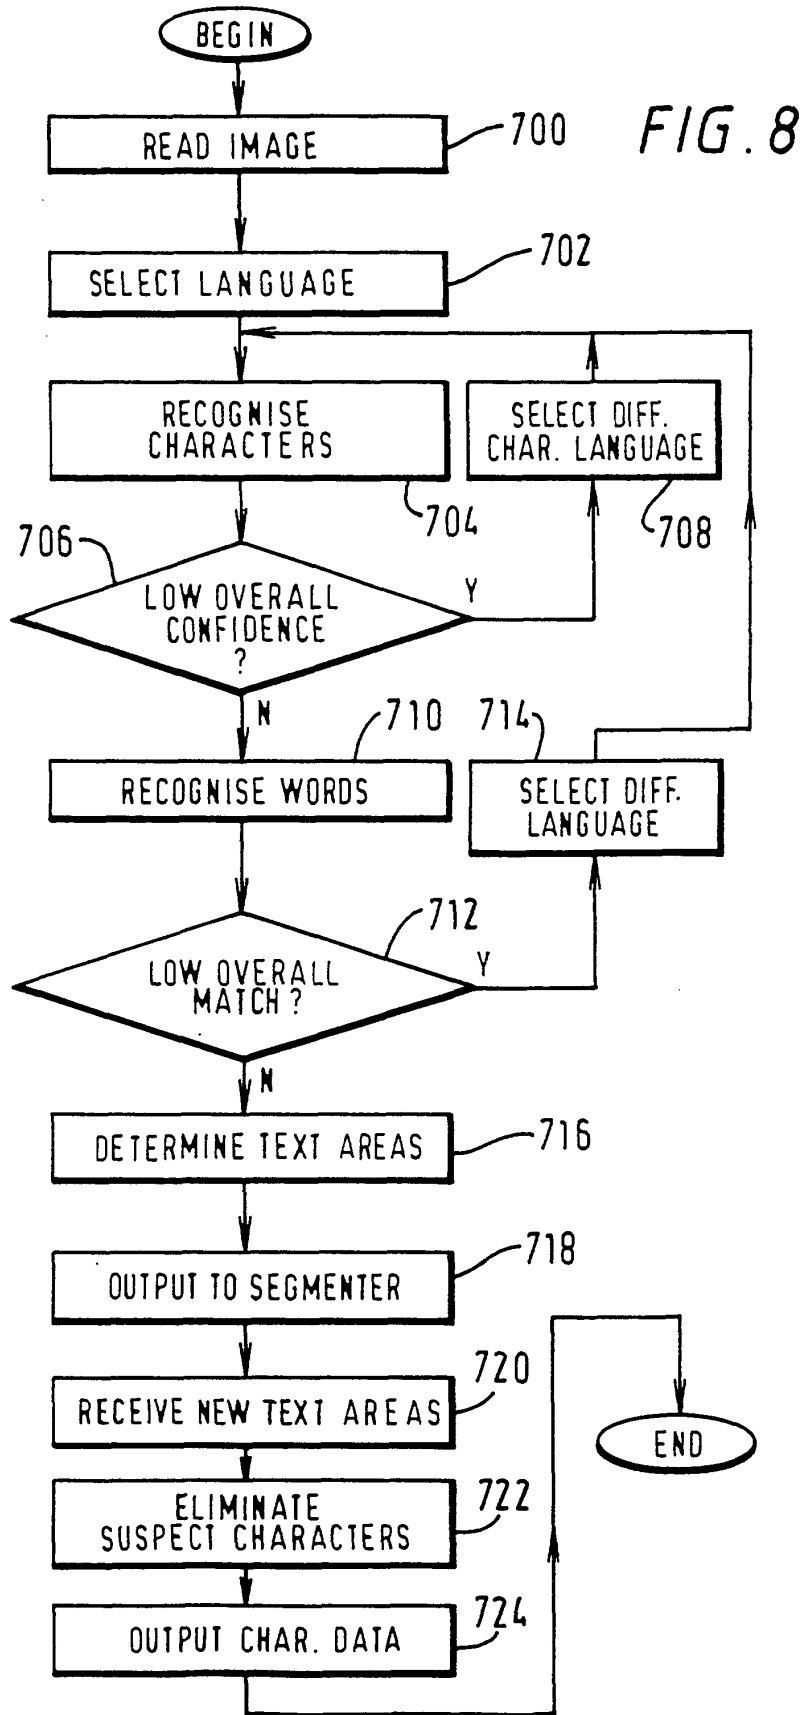 BEGIN
READ IMAGE
700
FIG. 8
SELECT LANGUAGE
702
RECOGNISE
CHARACTERS
704
SELECT DIFF.
CHAR. LANGUAGE
708
706
LOW OVERALL
CONFIDENCE
?
Y
N
710
RECOGNISE WORDS
714
SELECT DIFF.
LANGUAGE
712
LOW OVERALL
MATCH ?
Y
N
DETERMINE TEXT AREAS
716
OUTPUT TO SEGMENTER
718
RECEIVE NEW TEXT AREAS
720
ELIMINATE
SUSPECT CHARACTERS
722
OUTPUT CHAR. DATA
724
END